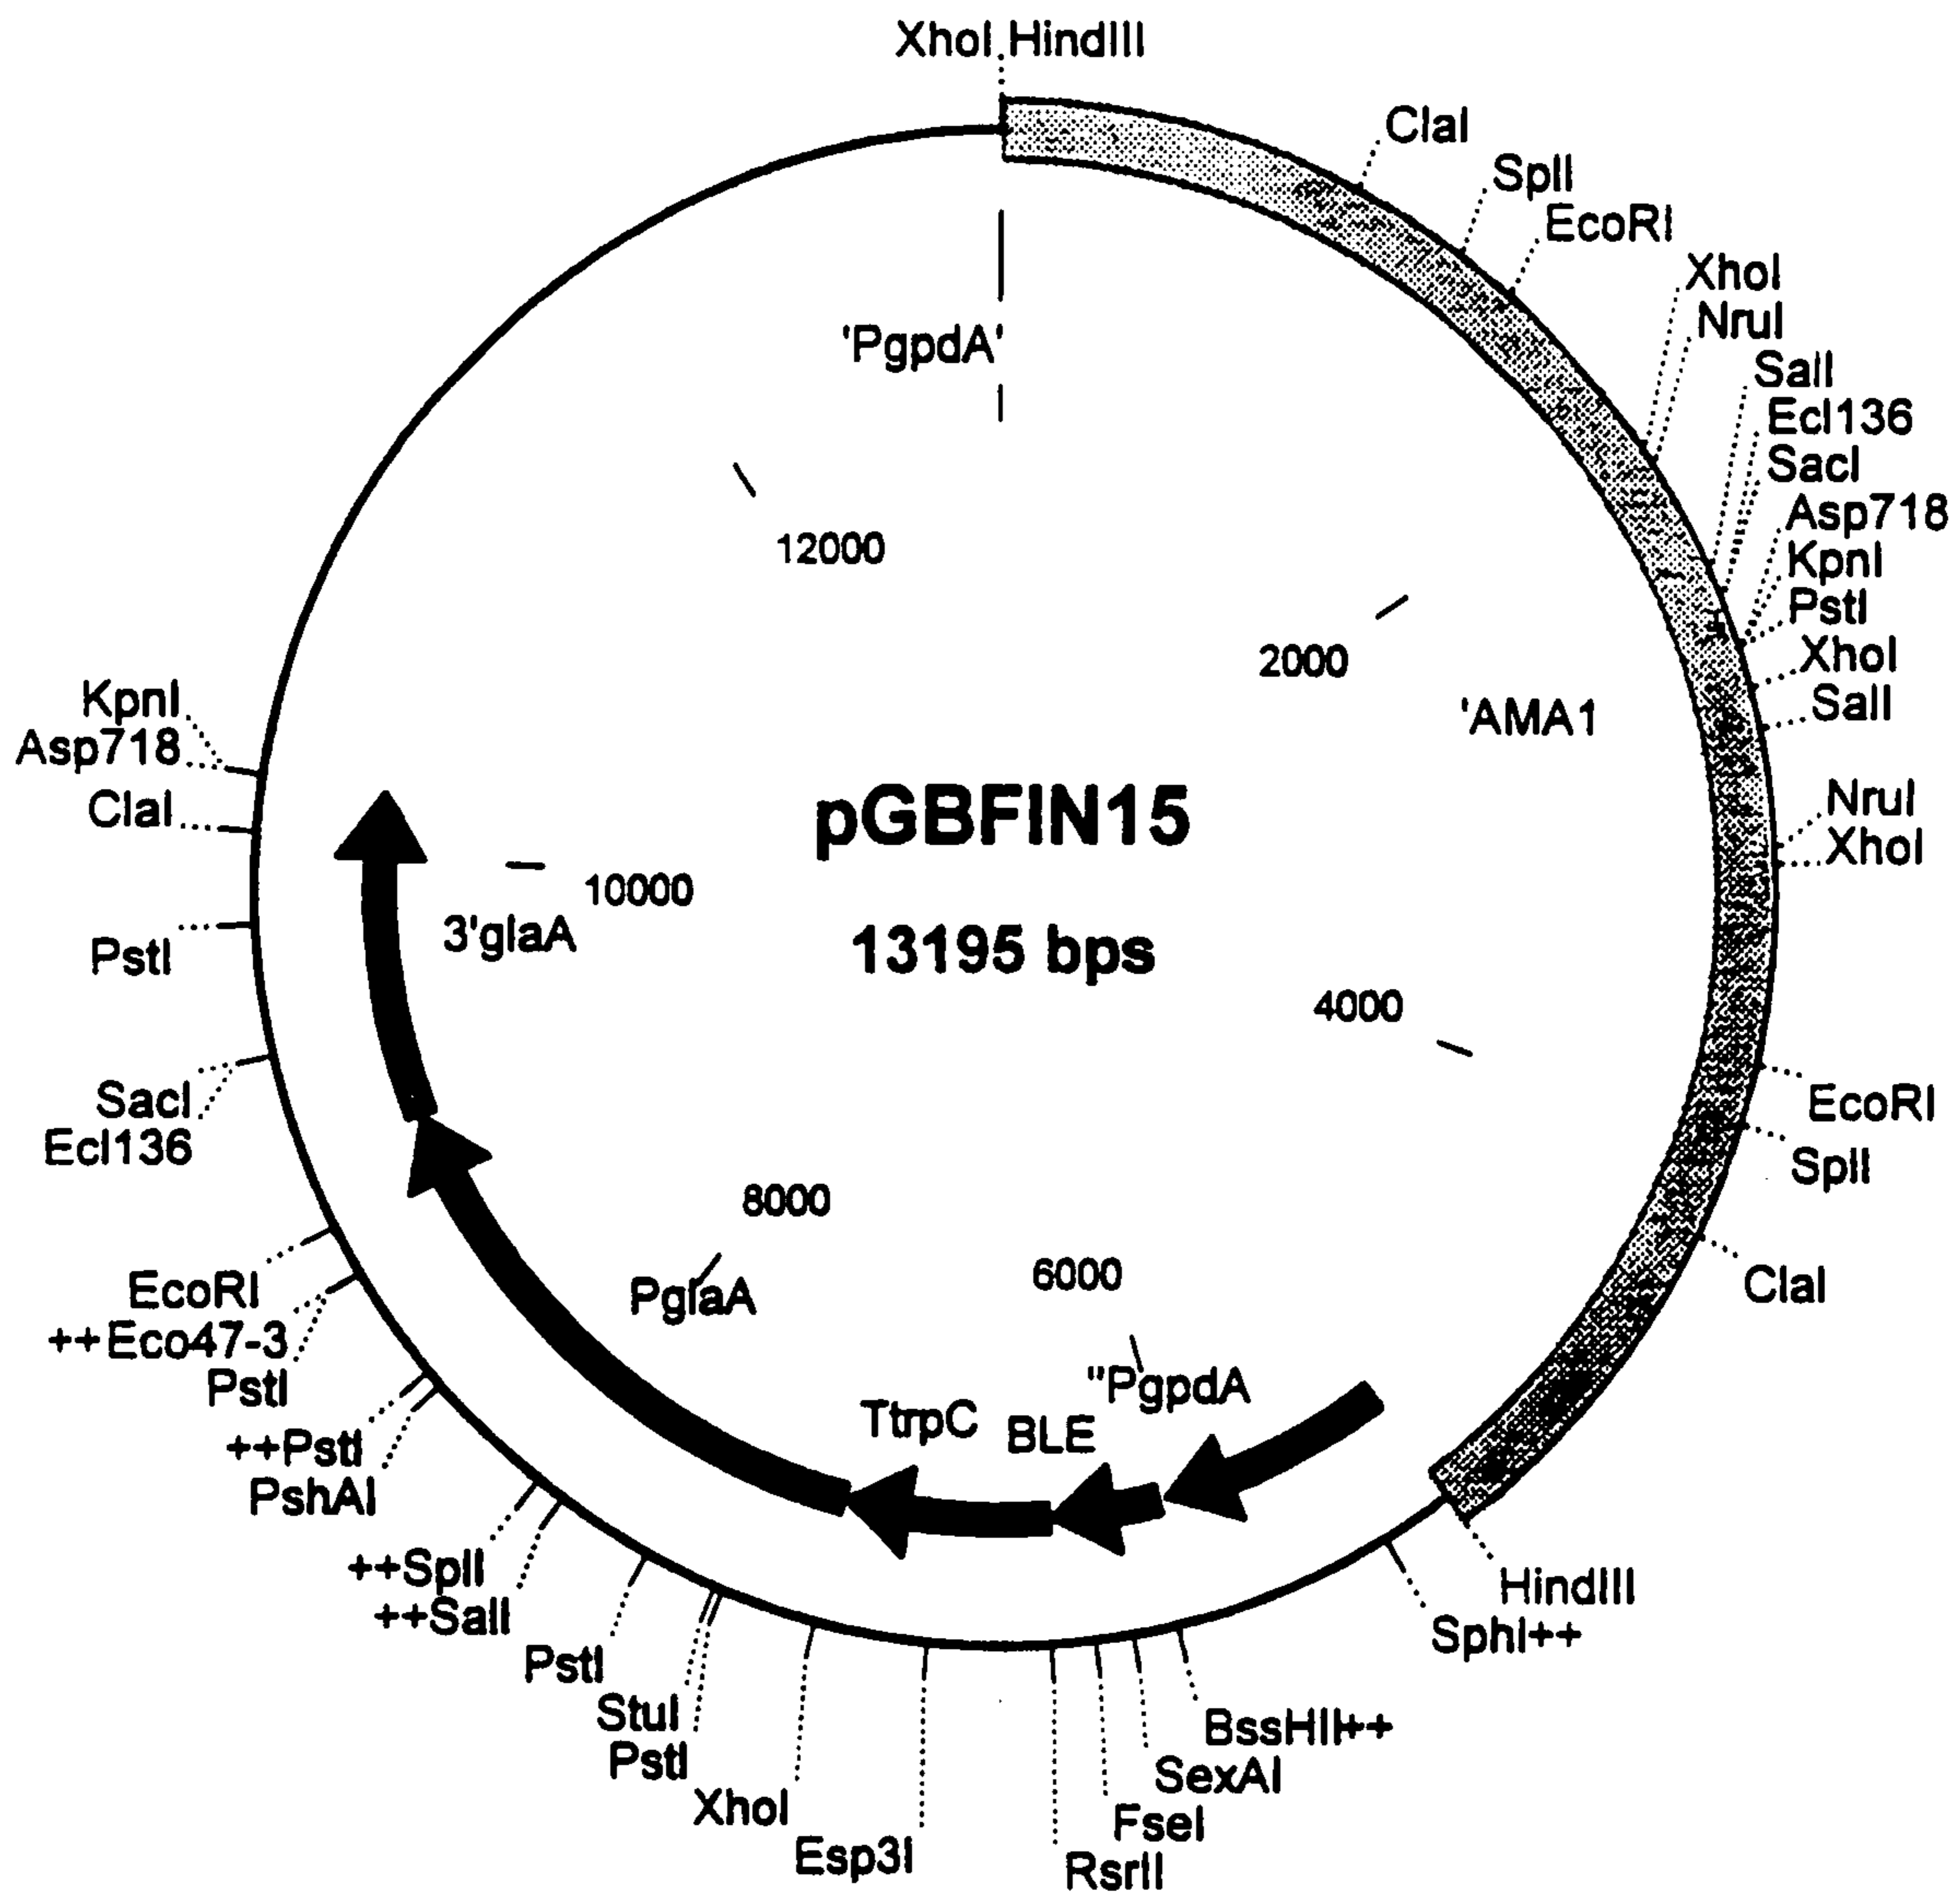 XhoI HindIII
ClaI
SplI
EcoRI
XhoI
NruI
SalI
Ecl136
SacI
Asp718
KpnI
PstI
XhoI
SalI
NruI
XhoI
EcoRI
SplI
ClaI
HindIII
SphI++
BssHII++
SexAI
FseI
RsrII
Esp3I
XhoI
PstI
StuI
PstI
++SalI
++SplI
PshAI
++PstI
PstI
++Eco47-3
EcoRI
Ecl136
SacI
PstI
ClaI
Asp718
KpnI
'PgpdA'
12000
2000
'AMA1
pGBFIN15
13195 bps
10000
3'glaA
4000
8000
6000
PglaA
"PgpdA
BLE
TtrpC